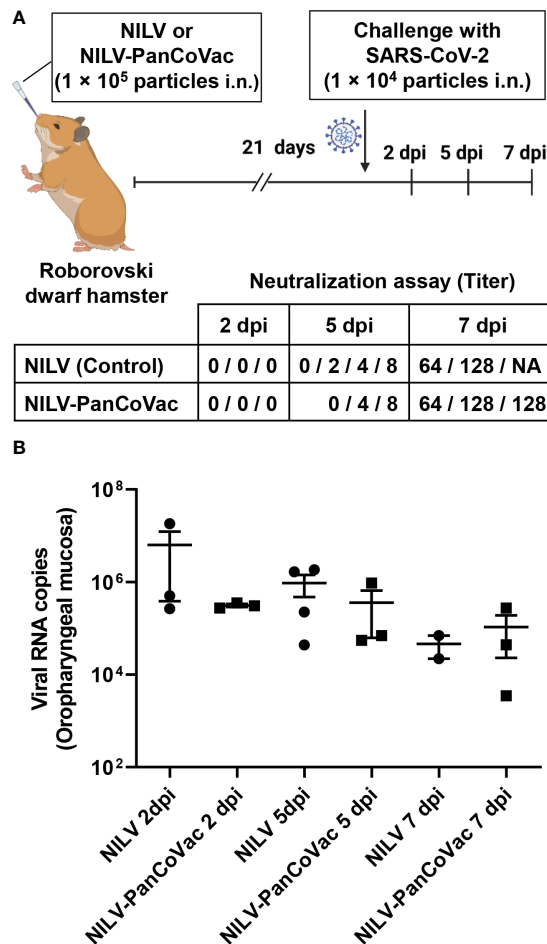 A
NILV or
NILV-PanCoVac
(1 × 10⁵ particles i.n.)
Challenge with
SARS-CoV-2
(1 × 10⁴ particles i.n.)
21 days
2 dpi 5 dpi 7 dpi
Roborovski
dwarf hamster
Neutralization assay (Titer)
2 dpi 5 dpi 7 dpi
NILV (Control) 0 / 0 / 0 0 / 2 / 4 / 8 64 / 128 / NA
NILV-PanCoVac 0 / 0 / 0 0 / 4 / 8 64 / 128 / 128
B
Viral RNA copies
(Oropharyngeal mucosa)
10⁸
10⁶
10⁴
10²
NILV 2dpi
NILV-PanCoVac 2 dpi
NILV 5dpi
NILV-PanCoVac 5 dpi
NILV 7 dpi
NILV-PanCoVac 7 dpi